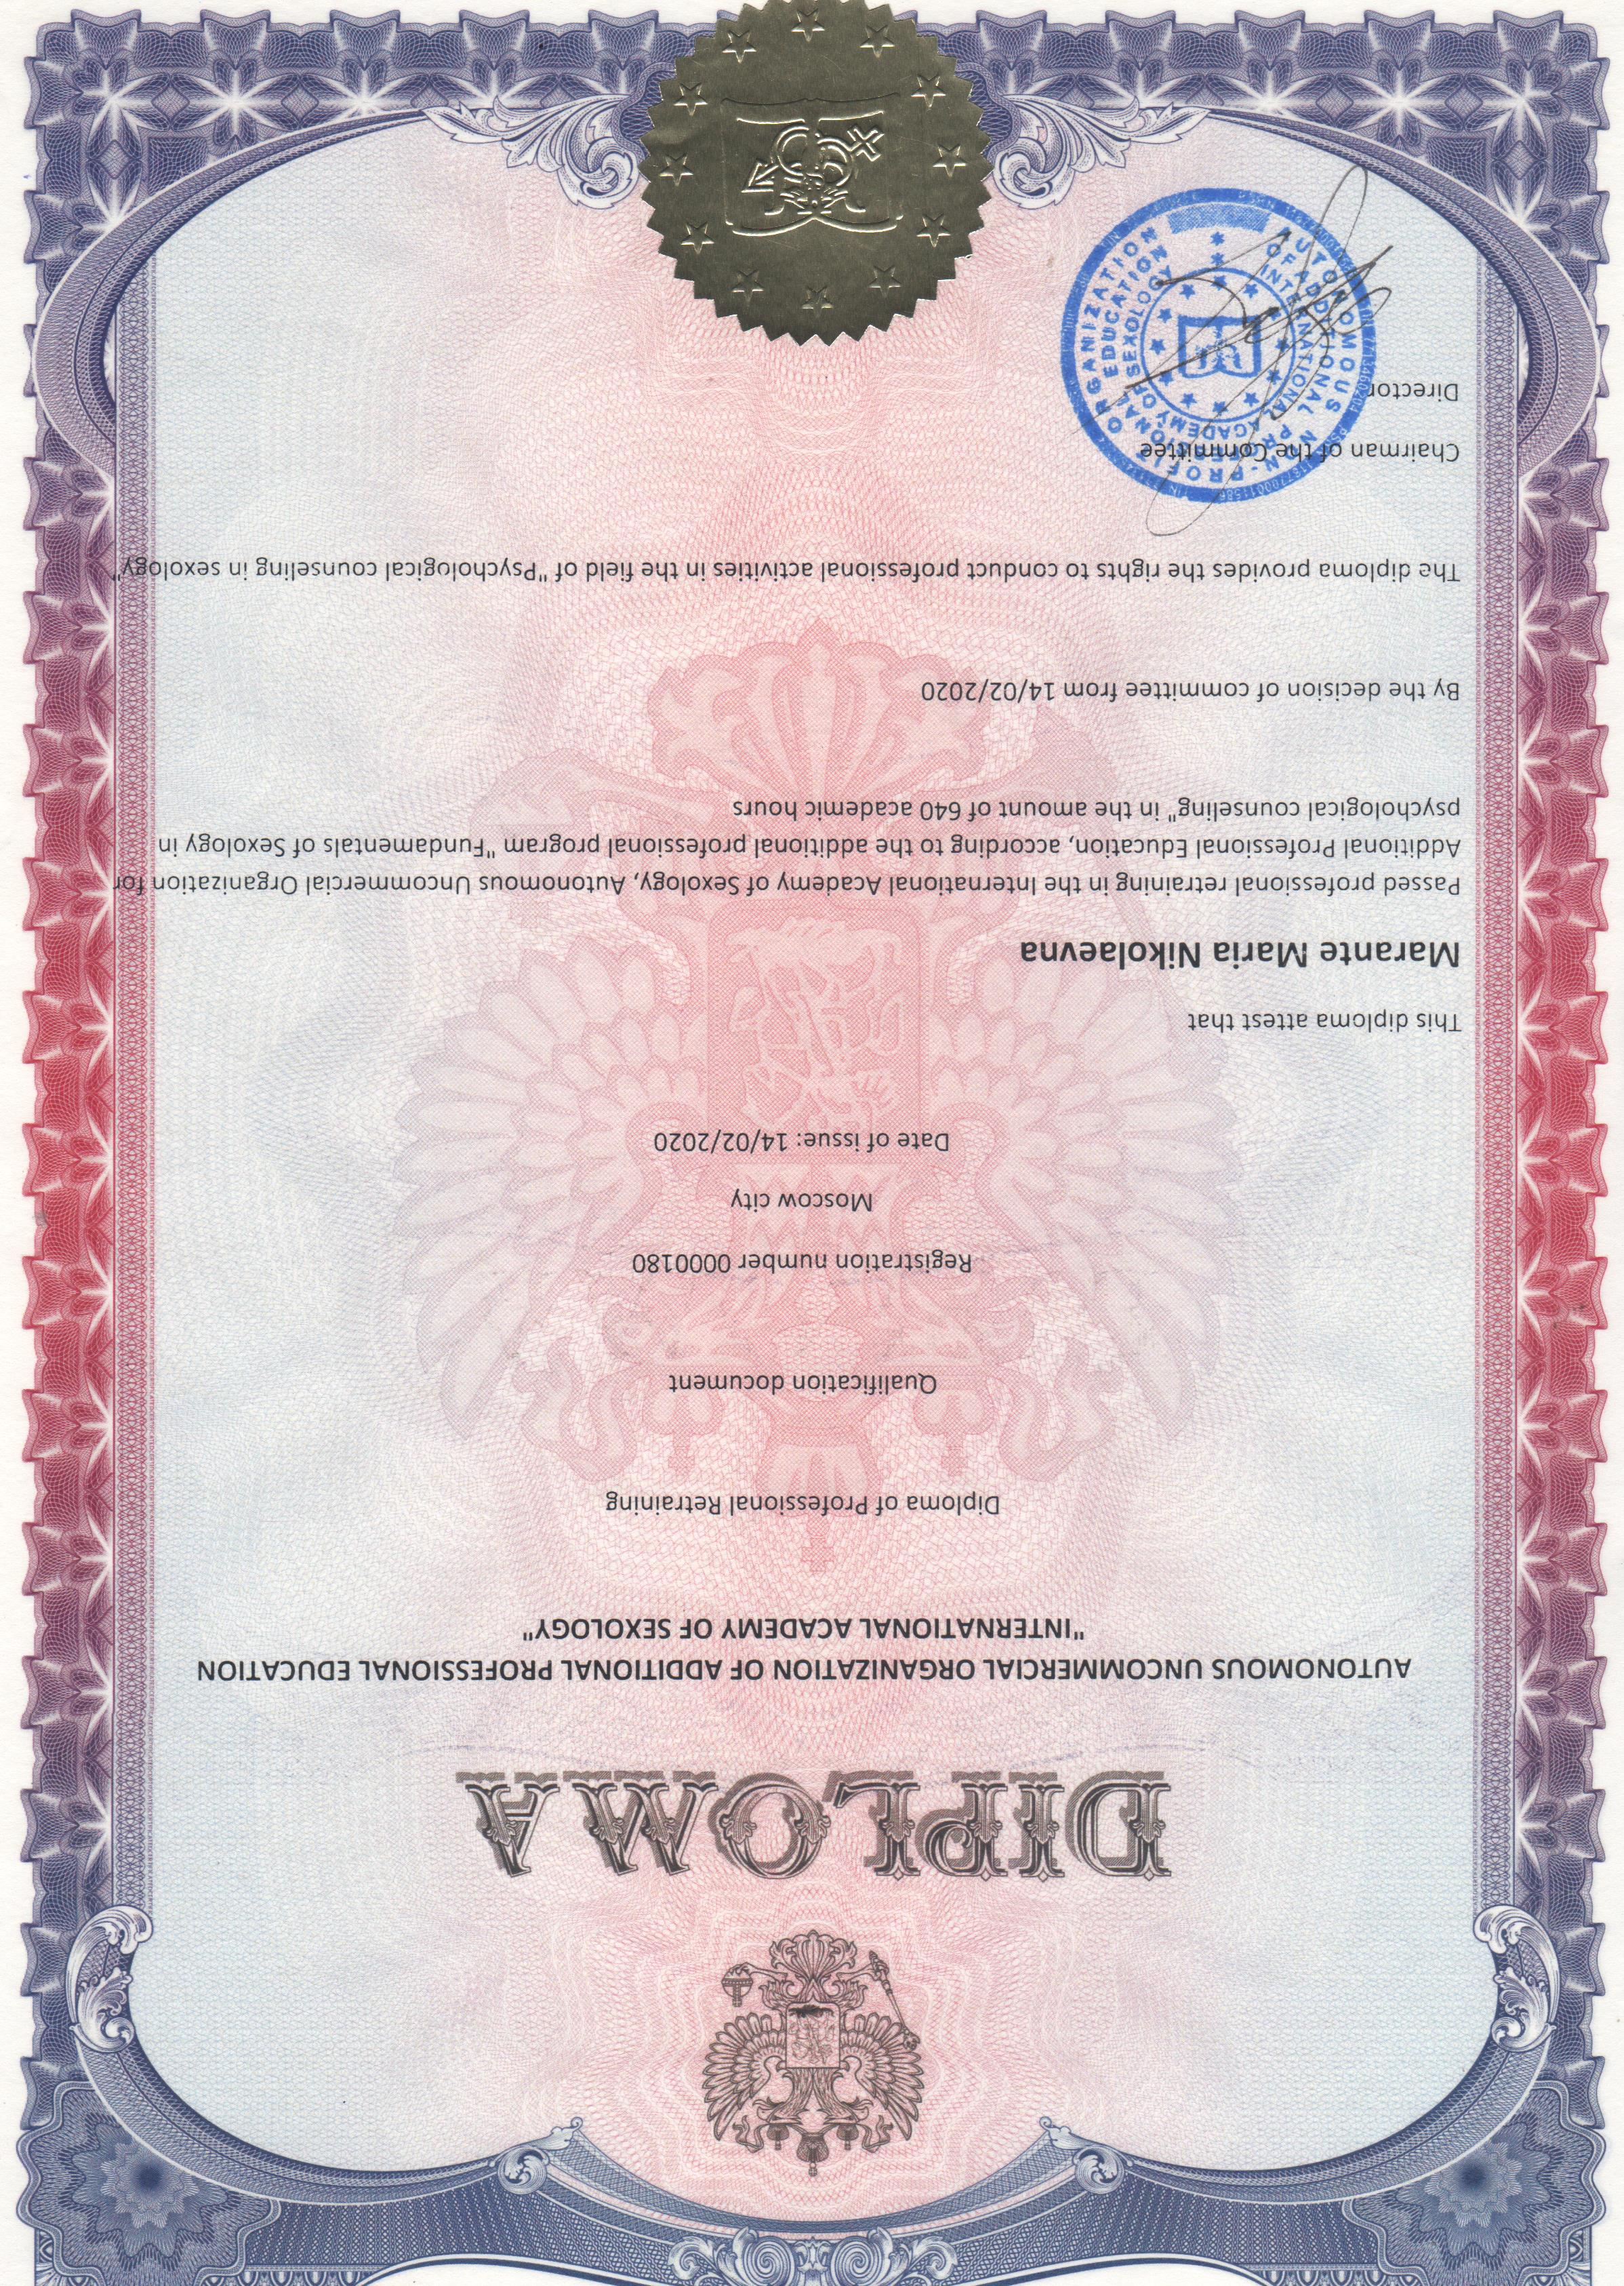 DIPLOMA
AUTONOMOUS UNCOMMERCIAL ORGANIZATION OF ADDITIONAL PROFESSIONAL EDUCATION
"INTERNATIONAL ACADEMY OF SEXOLOGY"
Diploma of Professional Retraining
Qualification document
Registration number 0000180
Moscow city
Date of issue: 14/02/2020
This diploma attest that
Marante Maria Nikolaevna
Passed professional retraining in the International Academy of Sexology, Autonomous Uncommercial Organization for
Additional Professional Education, according to the additional professional program "Fundamentals of Sexology in
psychological counseling" in the amount of 640 academic hours
By the decision of committee from 14/02/2020
The diploma provides the rights to conduct professional activities in the field of "Psychological counseling in sexology"
Chairman of the Committee
Director
AUTONOMOUS NON-PROFIT ORGANIZATION
OF ADDITIONAL PROFESSIONAL EDUCATION
INTERNATIONAL ACADEMY OF SEXOLOGY